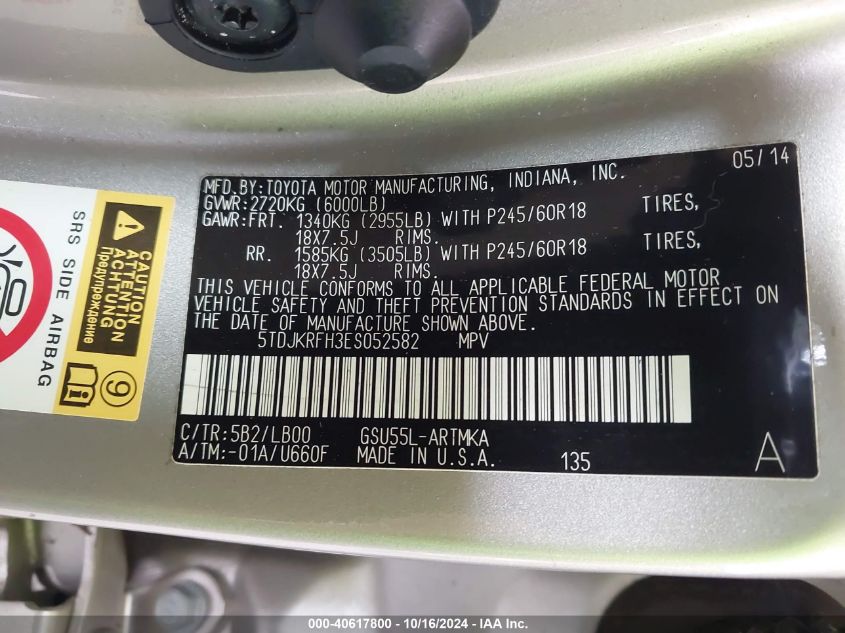 05/14
MFD.BY:TOYOTA MOTOR MANUFACTURING, INDIANA, INC.
GVWR:2720KG (6000LB)
GAWR:FRT. 1340KG (2955LB) WITH P245/60R18 TIRES,
18X7.5J RIMS.
RR. 1585KG (3505LB) WITH P245/60R18 TIRES,
18X7.5J RIMS.
THIS VEHICLE CONFORMS TO ALL APPLICABLE FEDERAL MOTOR
VEHICLE SAFETY AND THEFT PREVENTION STANDARDS IN EFFECT ON
THE DATE OF MANUFACTURE SHOWN ABOVE.
5TDJKRFH3ES052582 MPV
C/TR:5B2/LB00 GSU55L-ARTMKA
A/TM:-01A/U660F MADE IN U.S.A. 135 A
CAUTION
ATTENTION
ACHTUNG
Предупреждение
SRS SIDE AIRBAG
9
i
000-40617800 - 10/16/2024 - IAA Inc.